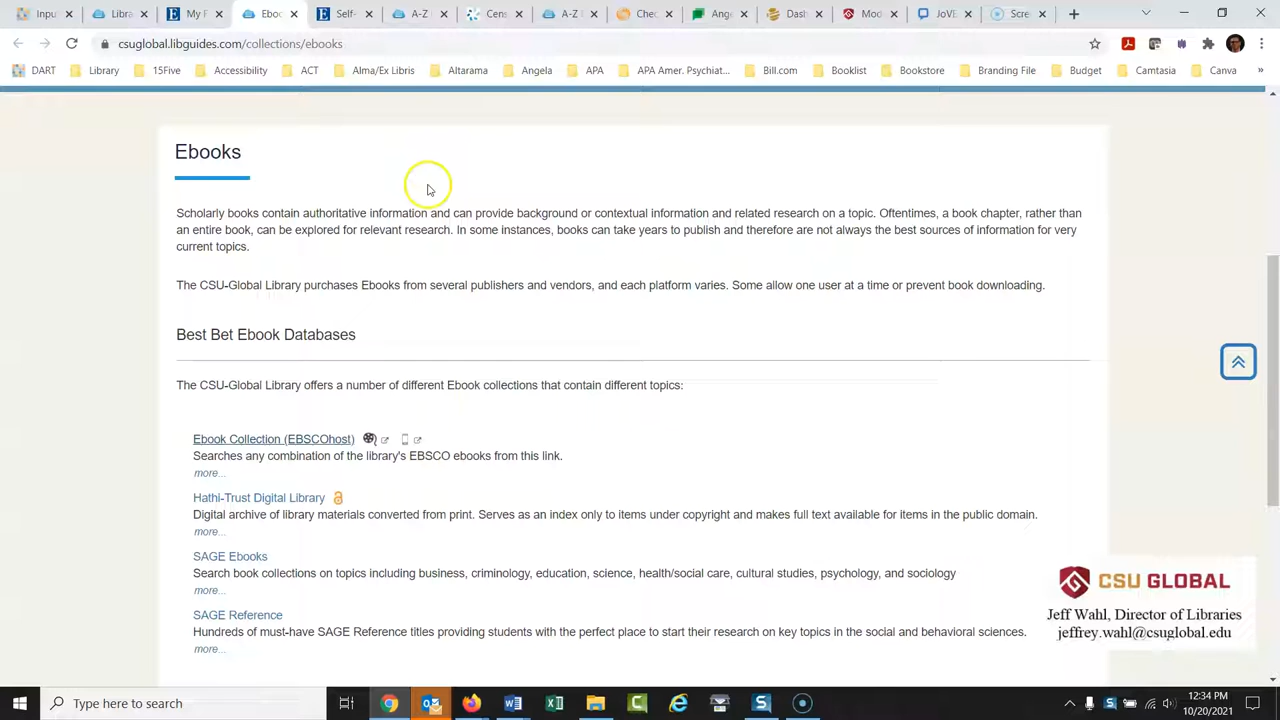 Inpu
Libra
My E
Eboo
Self-
A-Z
Cens
A-Z E
Chec
Ange
Dash
Mod
JoVE
Scre
csuglobal.libguides.com/collections/ebooks
DART
Library
15Five
Accessibility
ACT
Alma/Ex Libris
Altarama
Angela
APA
APA Amer. Psychiat...
Bill.com
Booklist
Bookstore
Branding File
Budget
Camtasia
Canva
»
Ebooks
Scholarly books contain authoritative information and can provide background or contextual information and related research on a topic. Oftentimes, a book chapter, rather than
an entire book, can be explored for relevant research. In some instances, books can take years to publish and therefore are not always the best sources of information for very
current topics.
The CSU-Global Library purchases Ebooks from several publishers and vendors, and each platform varies. Some allow one user at a time or prevent book downloading.
Best Bet Ebook Databases
The CSU-Global Library offers a number of different Ebook collections that contain different topics:
Ebook Collection (EBSCOhost)
Searches any combination of the library's EBSCO ebooks from this link.
more...
Hathi-Trust Digital Library
Digital archive of library materials converted from print. Serves as an index only to items under copyright and makes full text available for items in the public domain.
more...
SAGE Ebooks
Search book collections on topics including business, criminology, education, science, health/social care, cultural studies, psychology, and sociology
more...
SAGE Reference
Hundreds of must-have SAGE Reference titles providing students with the perfect place to start their research on key topics in the social and behavioral sciences.
more...
CSU GLOBAL
Jeff Wahl, Director of Libraries
jeffrey.wahl@csuglobal.edu
Type here to search
12:34 PM
10/20/2021